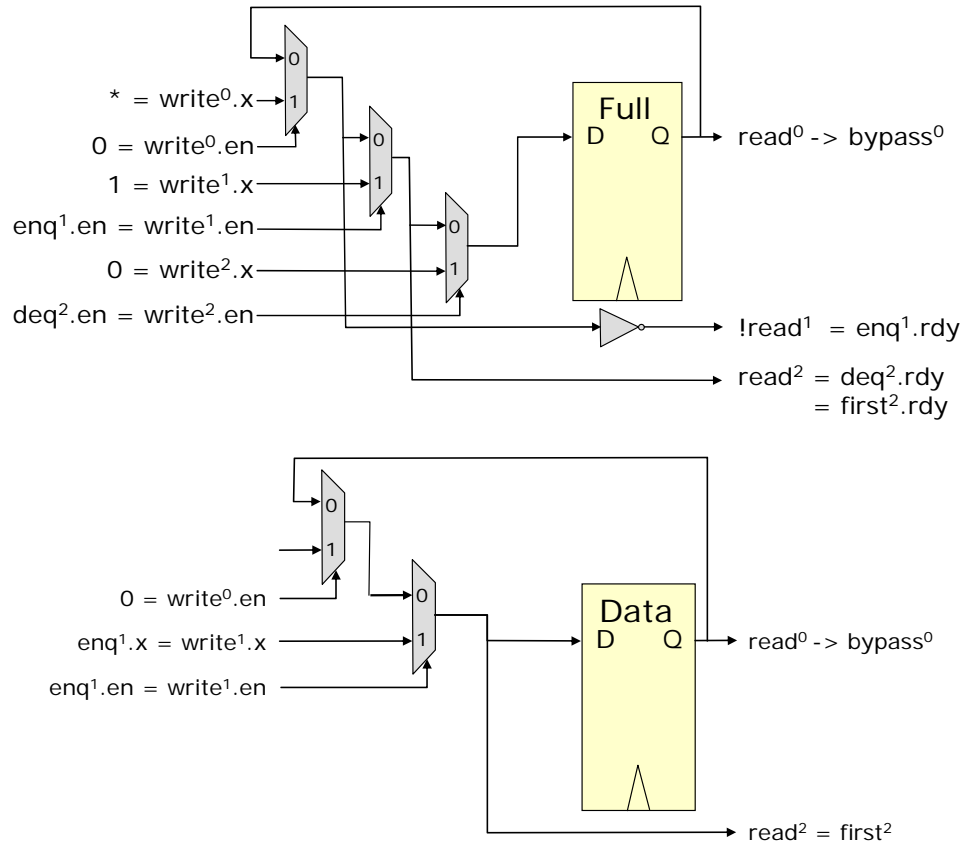 0
* = write⁰.x
1
Full
D Q
read⁰ -> bypass⁰
0 = write⁰.en
0
1 = write¹.x
1
enq¹.en = write¹.en
0
0 = write².x
1
deq².en = write².en
!read¹ = enq¹.rdy
read² = deq².rdy
= first².rdy
0
1
0 = write⁰.en
0
Data
enq¹.x = write¹.x
1
D Q
read⁰ -> bypass⁰
enq¹.en = write¹.en
read² = first²